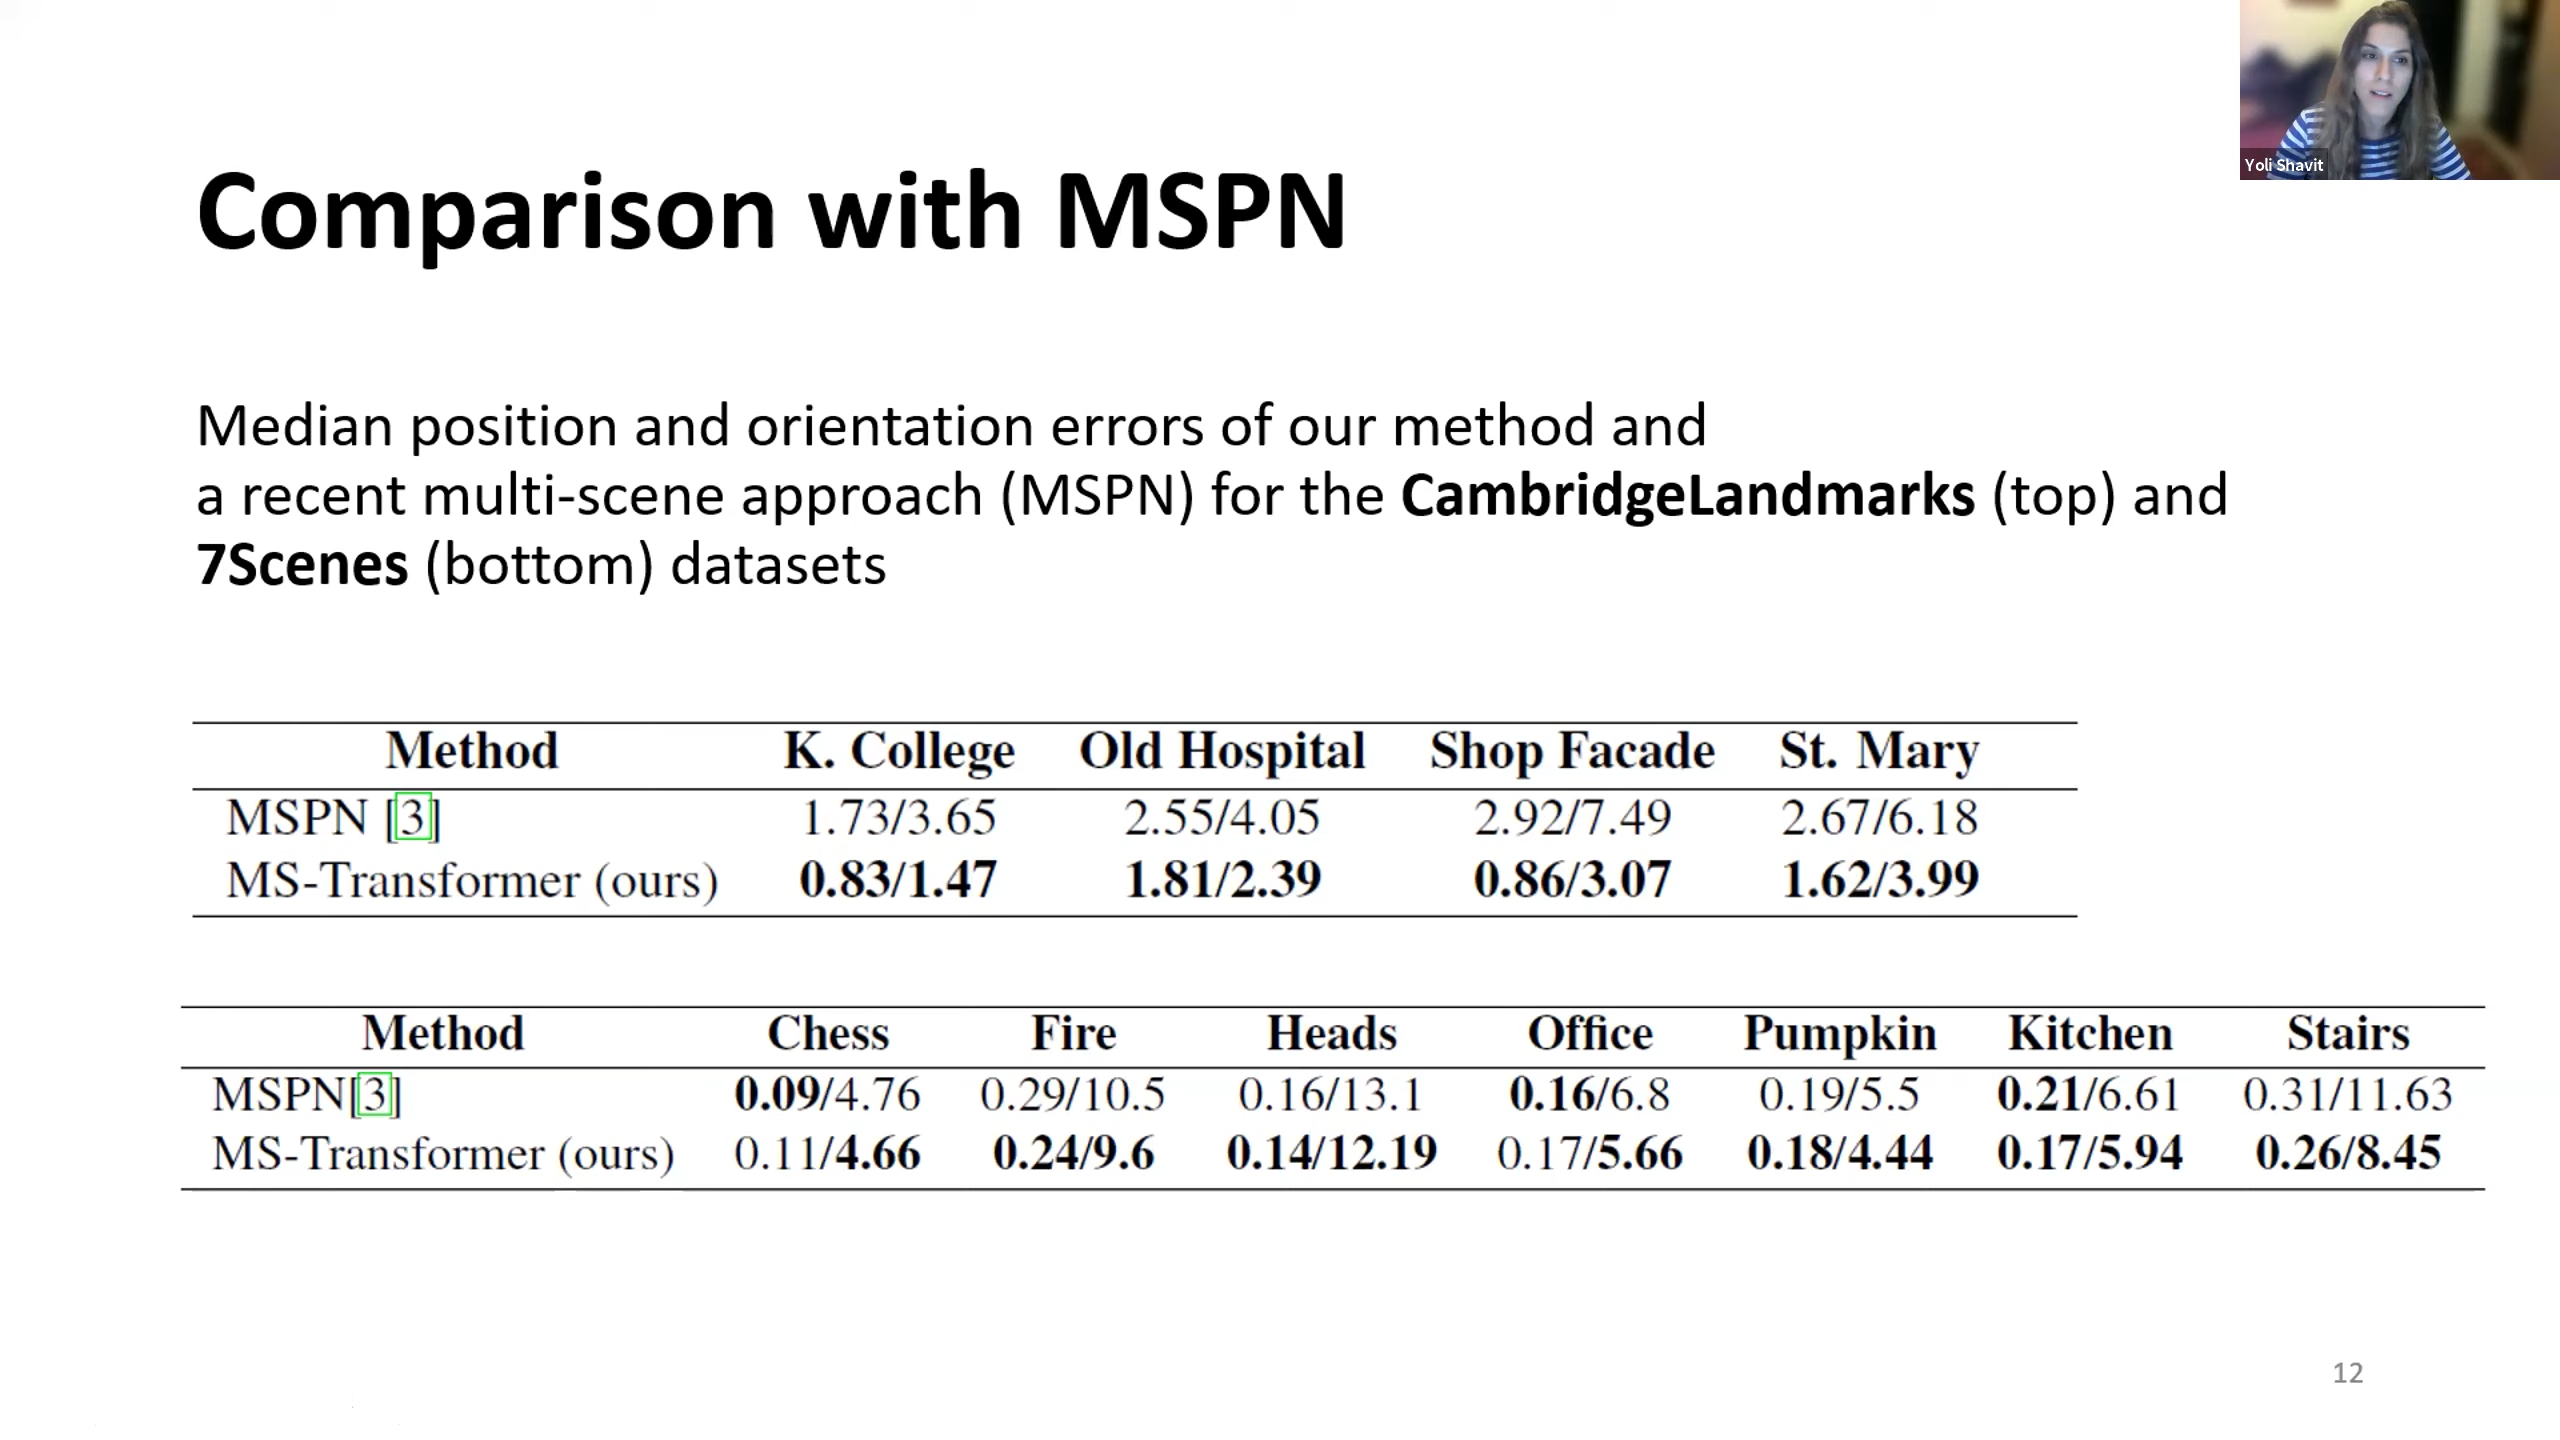 Yoli Shavit
Comparison with MSPN
Median position and orientation errors of our method and
a recent multi-scene approach (MSPN) for the CambridgeLandmarks (top) and
7Scenes (bottom) datasets
Method K. College Old Hospital Shop Facade St. Mary
MSPN [3] 1.73/3.65 2.55/4.05 2.92/7.49 2.67/6.18
MS-Transformer (ours) 0.83/1.47 1.81/2.39 0.86/3.07 1.62/3.99
Method Chess Fire Heads Office Pumpkin Kitchen Stairs
MSPN[3] 0.09/4.76 0.29/10.5 0.16/13.1 0.16/6.8 0.19/5.5 0.21/6.61 0.31/11.63
MS-Transformer (ours) 0.11/4.66 0.24/9.6 0.14/12.19 0.17/5.66 0.18/4.44 0.17/5.94 0.26/8.45
12